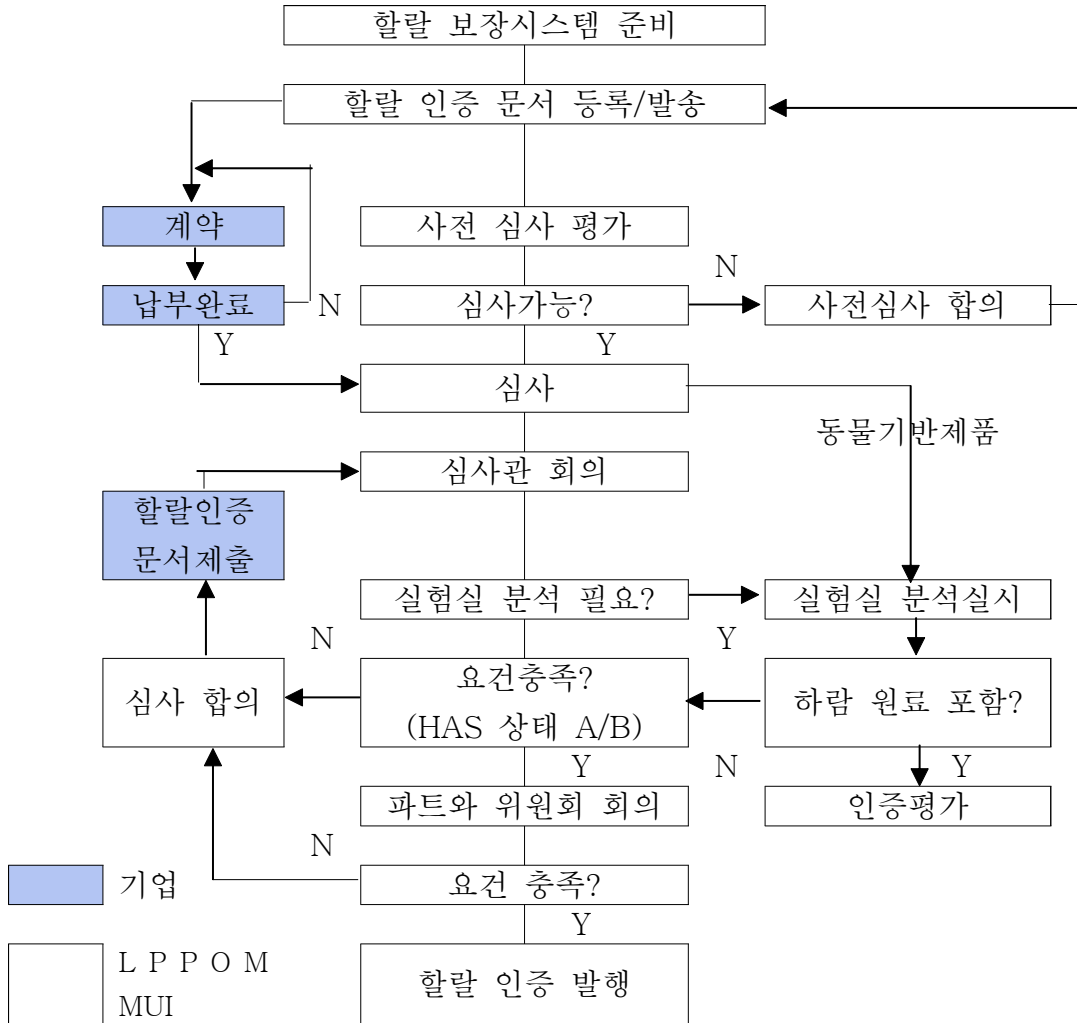 할랄 보장시스템 준비
할랄 인증 문서 등록/발송
계약
사전 심사 평가
N
납부완료
N
심사가능?
사전심사 합의
Y
Y
심사
동물기반제품
심사관 회의
할랄인증
문서제출
실험실 분석 필요?
실험실 분석실시
N
Y
심사 합의
요건충족?
(HAS 상태 A/B)
하람 원료 포함?
Y
N
Y
파트와 위원회 회의
인증평가
N
기업
요건 충족?
Y
L P P O M
MUI
할랄 인증 발행